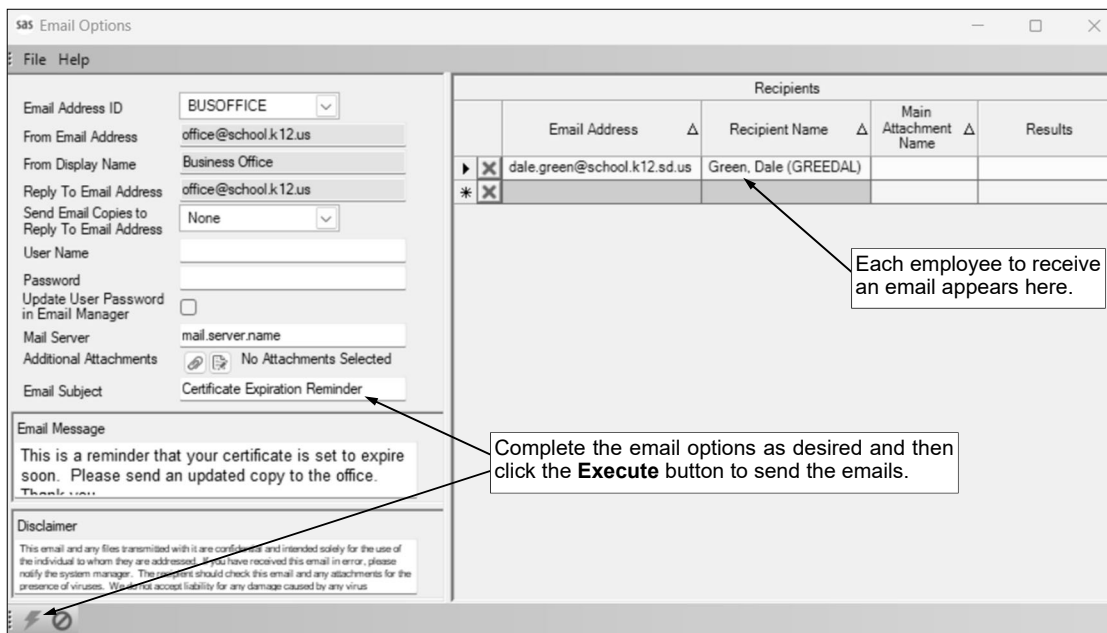 sas Email Options
File Help
Email Address ID BUSOFFICE
From Email Address office@school.k12.us
From Display Name Business Office
Reply To Email Address office@school.k12.us
Send Email Copies to
Reply To Email Address None
User Name
Password
Update User Password
in Email Manager
Mail Server mail.server.name
Additional Attachments No Attachments Selected
Email Subject Certificate Expiration Reminder
Email Message
This is a reminder that your certificate is set to expire
soon. Please send an updated copy to the office.
Thank you
Disclaimer
This email and any files transmitted with it are confidential and intended solely for the use of
the individual to whom they are addressed. If you have received this email in error, please
notify the system manager. The recipient should check this email and any attachments for the
presence of viruses. We do not accept liability for any damage caused by any virus
Recipients
Email Address
Recipient Name
Main
Attachment
Name
Results
dale.green@school.k12.sd.us Green, Dale (GREEDAL)
Each employee to receive
an email appears here.
Complete the email options as desired and then
click the Execute button to send the emails.